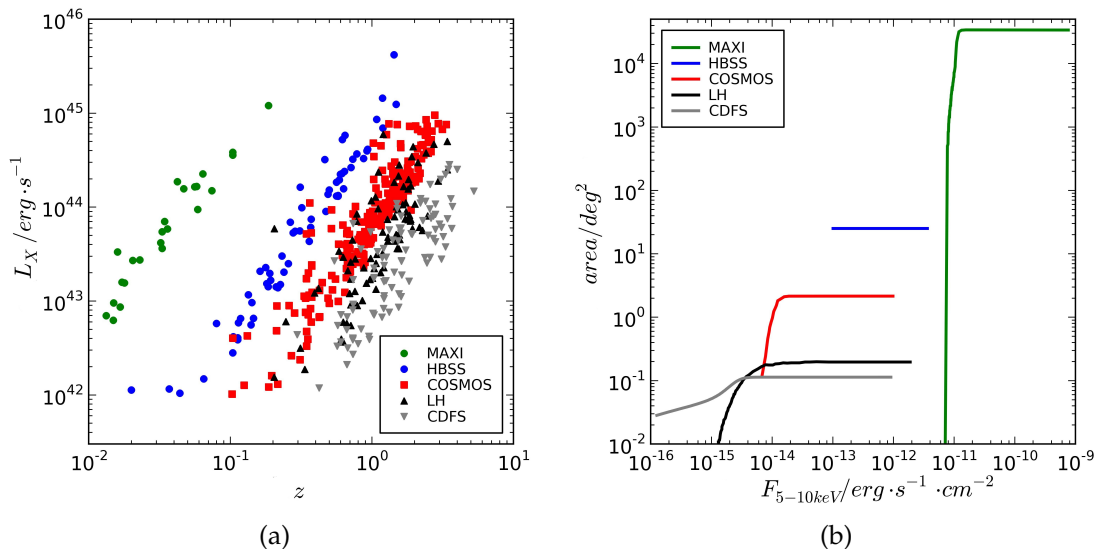 10^46
10^45
10^44
10^43
10^42
L_X/erg·s^−1
10^-2
10^-1
10^0
10^1
z
MAXI
HBSS
COSMOS
LH
CDFS
(a)
10^4
10^3
10^2
10^1
10^0
10^-1
10^-2
area/deg^2
10^-16
10^-15
10^-14
10^-13
10^-12
10^-11
10^-10
10^-9
F_5−10keV/erg·s^−1·cm^−2
MAXI
HBSS
COSMOS
LH
CDFS
(b)